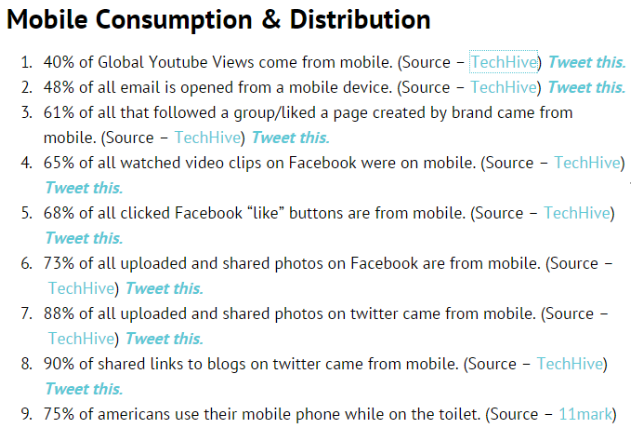 Mobile Consumption & Distribution
1. 40% of Global Youtube Views come from mobile. (Source – TechHive) Tweet this.
2. 48% of all email is opened from a mobile device. (Source – TechHive) Tweet this.
3. 61% of all that followed a group/liked a page created by brand came from
mobile. (Source – TechHive) Tweet this.
4. 65% of all watched video clips on Facebook were on mobile. (Source – TechHive)
Tweet this.
5. 68% of all clicked Facebook “like” buttons are from mobile. (Source – TechHive)
Tweet this.
6. 73% of all uploaded and shared photos on Facebook are from mobile. (Source –
TechHive) Tweet this.
7. 88% of all uploaded and shared photos on twitter came from mobile. (Source –
TechHive) Tweet this.
8. 90% of shared links to blogs on twitter came from mobile. (Source – TechHive)
Tweet this.
9. 75% of americans use their mobile phone while on the toilet. (Source – 11mark)